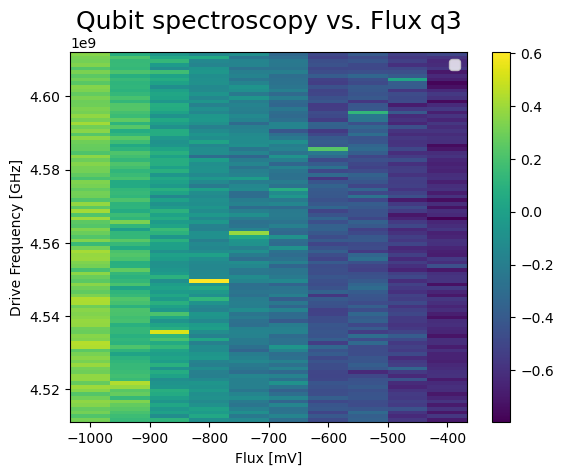 Qubit spectroscopy vs. Flux q3
1e9
4.60
4.58
4.56
4.54
4.52
Drive Frequency [GHz]
−1000 −900 −800 −700 −600 −500 −400
Flux [mV]
0.6
0.4
0.2
0.0
−0.2
−0.4
−0.6